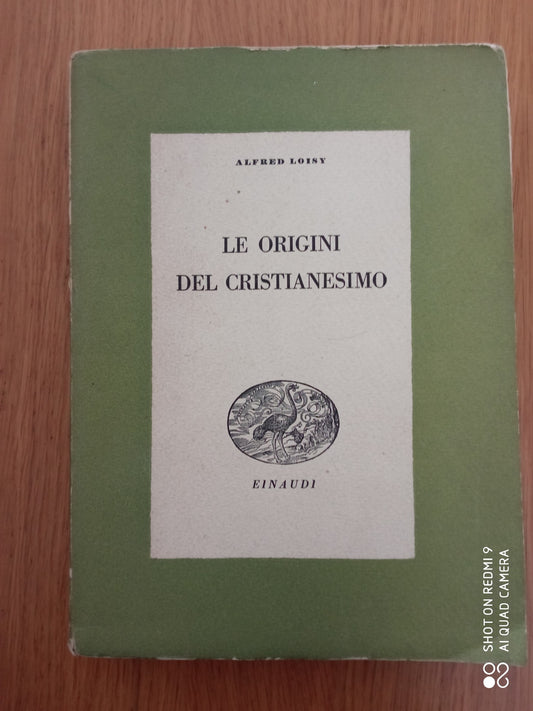 ALFRED LOISY
LE ORIGINI
DEL CRISTIANESIMO
EINAUDI
SHOT ON REDMI 9
AI QUAD CAMERA